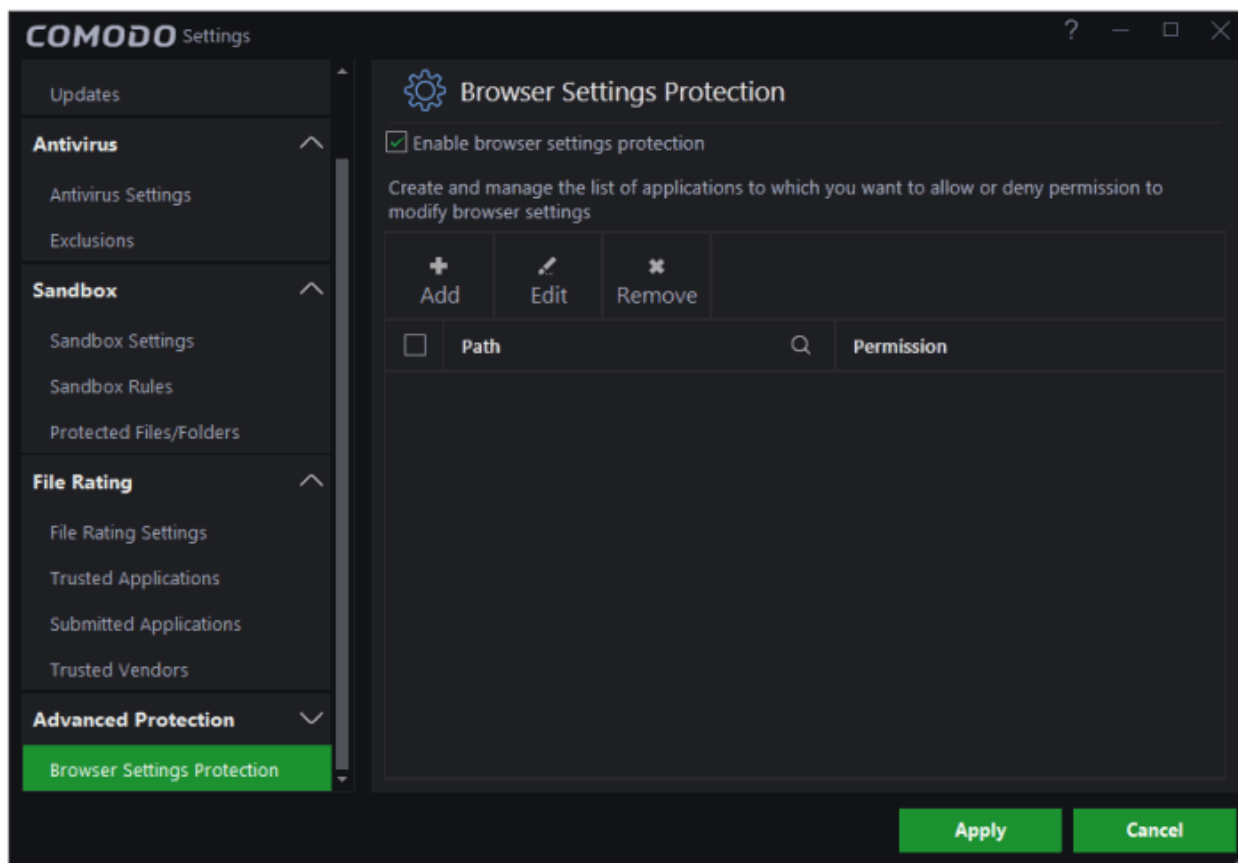 COMODO Settings
Updates
Antivirus
Antivirus Settings
Exclusions
Sandbox
Sandbox Settings
Sandbox Rules
Protected Files/Folders
File Rating
File Rating Settings
Trusted Applications
Submitted Applications
Trusted Vendors
Advanced Protection
Browser Settings Protection
?
Browser Settings Protection
Enable browser settings protection
Create and manage the list of applications to which you want to allow or deny permission to
modify browser settings
Add Edit Remove
Path Permission
Apply Cancel